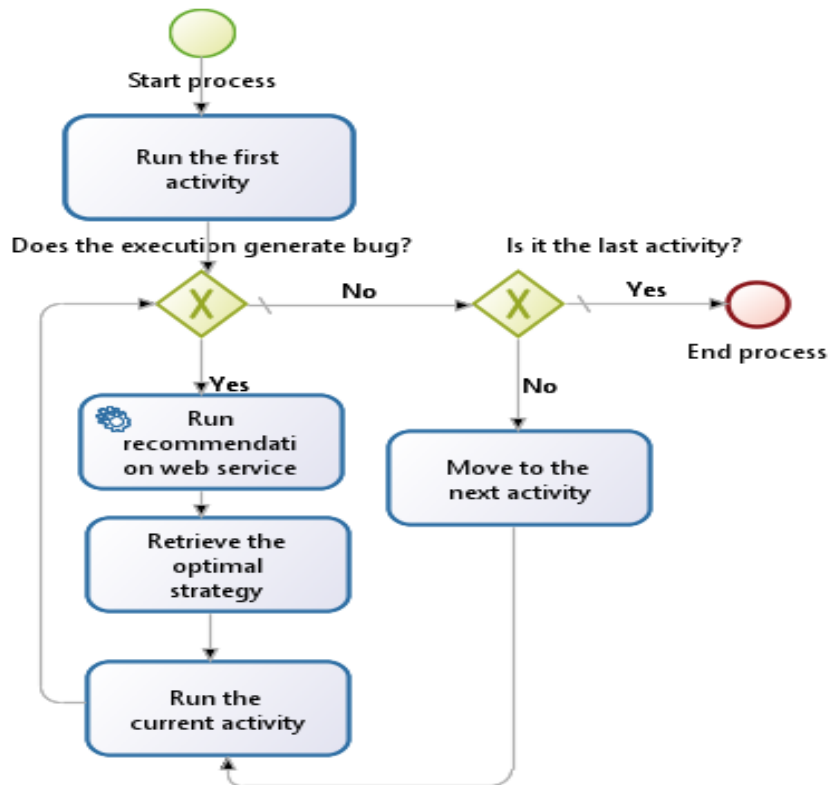 Start process
Run the first
activity
Does the execution generate bug?
Is it the last activity?
No
Yes
End process
Yes
No
Run
recommendati
on web service
Move to the
next activity
Retrieve the
optimal
strategy
Run the
current activity